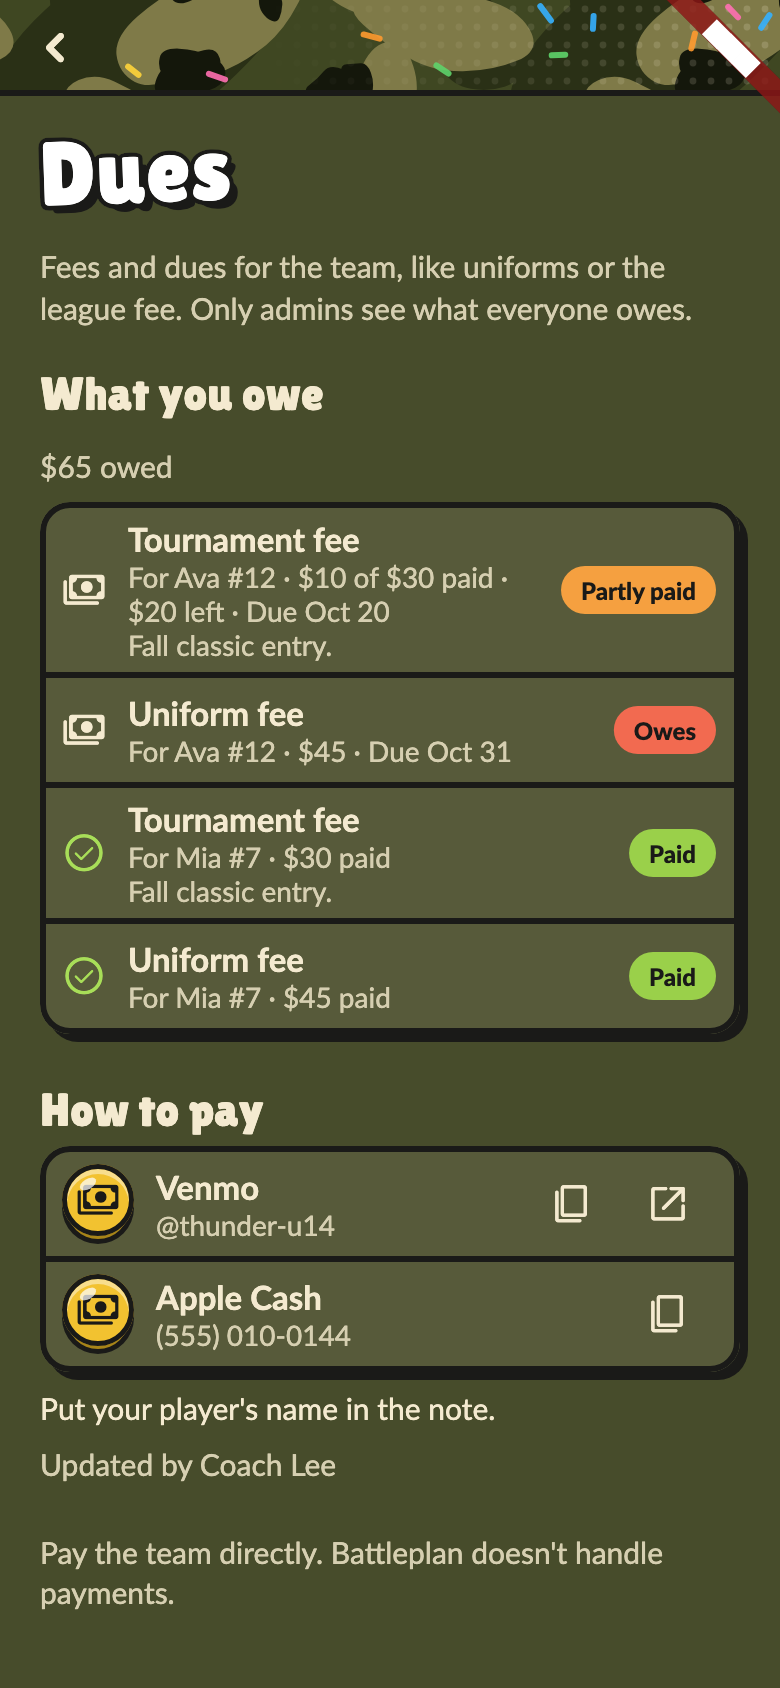 Dues
Fees and dues for the team, like uniforms or the
league fee. Only admins see what everyone owes.
What you owe
$65 owed
Tournament fee
For Ava #12 · $10 of $30 paid ·
$20 left · Due Oct 20
Fall classic entry.
Partly paid
Uniform fee
For Ava #12 · $45 · Due Oct 31
Owes
Tournament fee
For Mia #7 · $30 paid
Fall classic entry.
Paid
Uniform fee
For Mia #7 · $45 paid
Paid
How to pay
Venmo
@thunder-u14
Apple Cash
(555) 010-0144
Put your player's name in the note.
Updated by Coach Lee
Pay the team directly. Battleplan doesn't handle
payments.